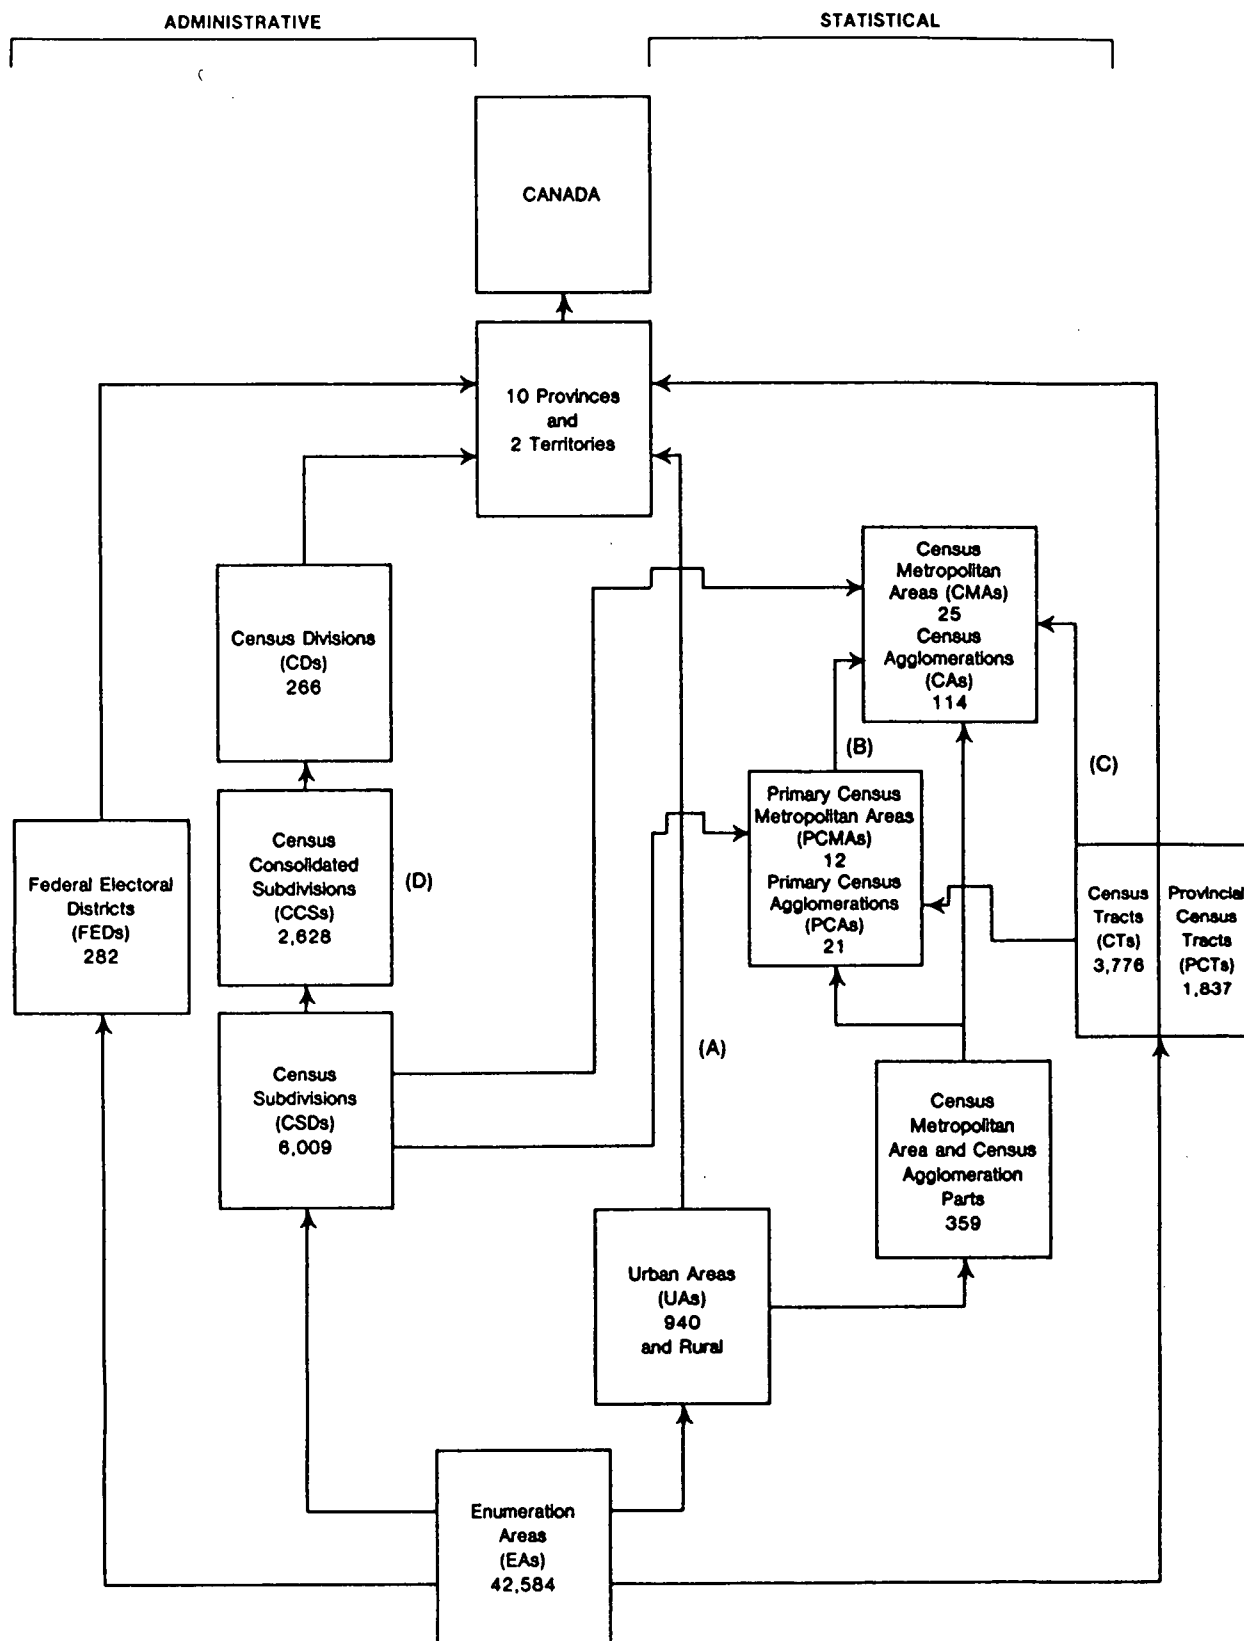 ADMINISTRATIVE
STATISTICAL
CANADA
10 Provinces
and
2 Territories
Census
Metropolitan
Areas (CMAs)
25
Census
Agglomerations
(CAs)
114
Census Divisions
(CDs)
266
(B)
(C)
Primary Census
Metropolitan Areas
(PCMAs)
12
Primary Census
Agglomerations
(PCAs)
21
Census
Consolidated
Subdivisions
(CCSs)
2,628
(D)
Federal Electoral
Districts
(FEDs)
282
Census
Tracts
(CTs)
3,776
Provincial
Census
Tracts
(PCTs)
1,837
(A)
Census
Subdivisions
(CSDs)
6,009
Census
Metropolitan
Area and Census
Agglomeration
Parts
359
Urban Areas
(UAs)
940
and Rural
Enumeration
Areas
(EAs)
42,584